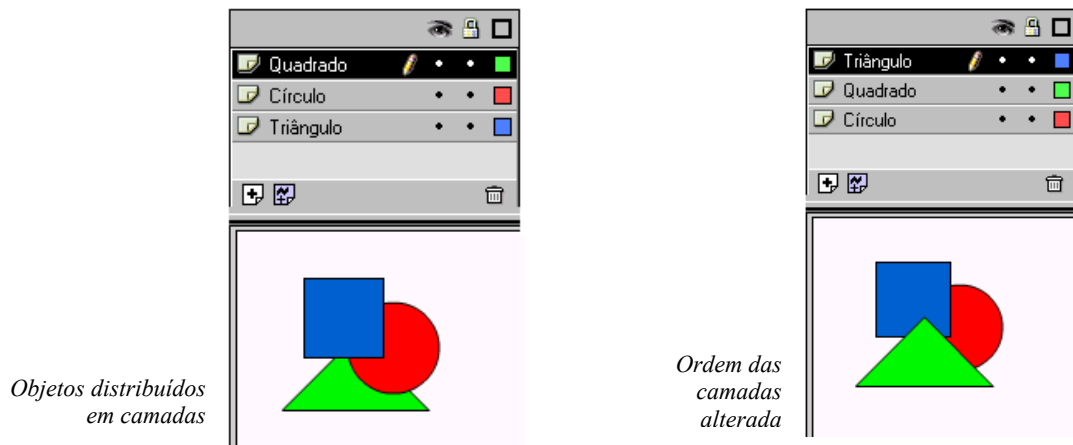 Quadrado
Círculo
Triângulo
Objetos distribuídos
em camadas
Triângulo
Quadrado
Círculo
Ordem das
camadas
alterada